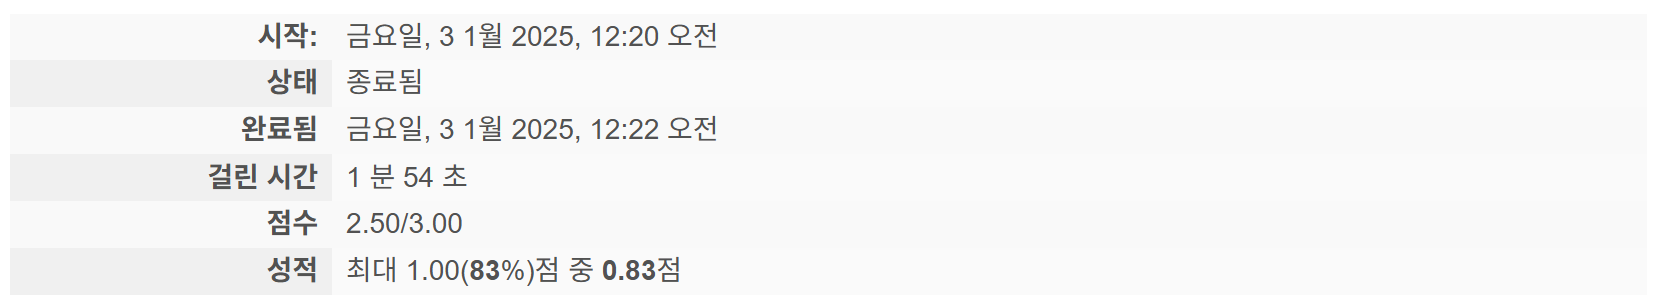 시작: 금요일, 3 1월 2025, 12:20 오전
상태 종료됨
완료됨 금요일, 3 1월 2025, 12:22 오전
걸린 시간 1 분 54 초
점수 2.50/3.00
성적 최대 1.00(83%)점 중 0.83점